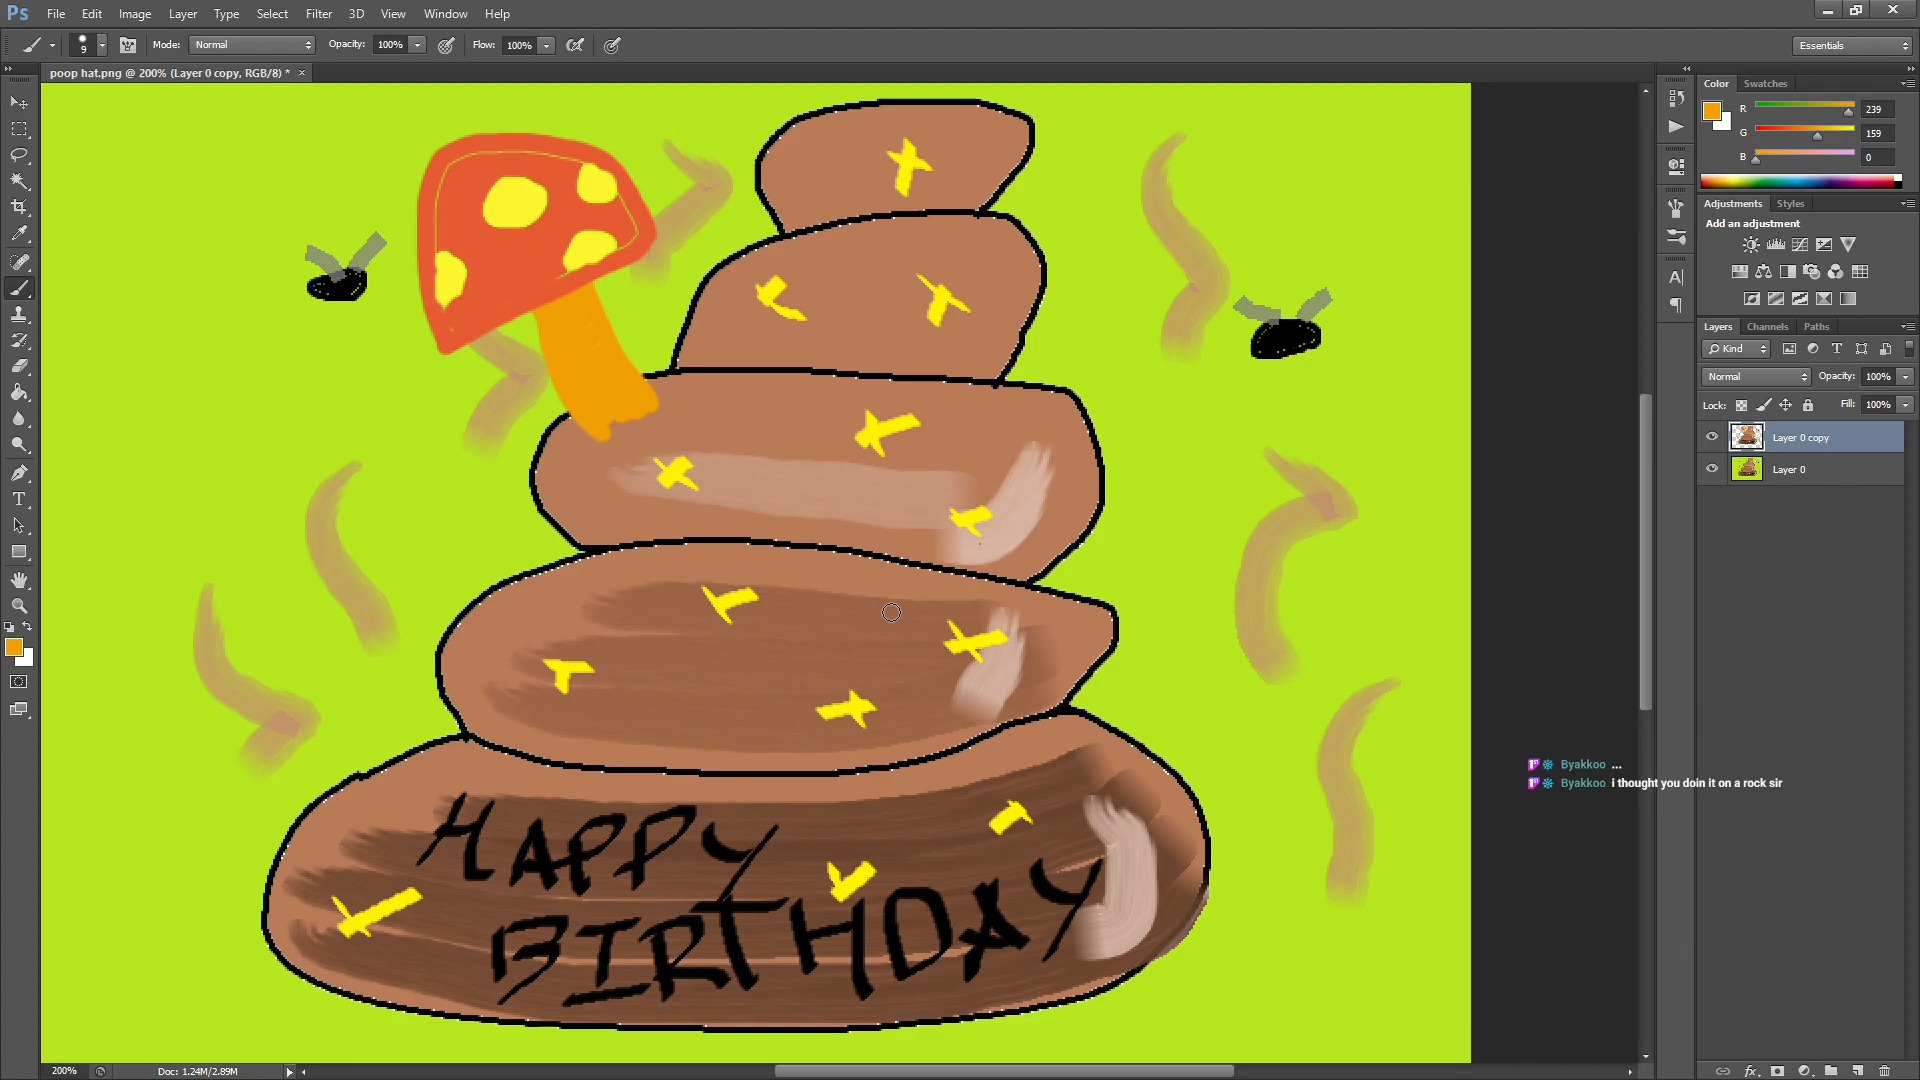 Ps File Edit Image Layer Type Select Filter 3D View Window Help
9 Mode: Normal Opacity: 100% Flow: 100% Essentials
poop hat.png @ 200% (Layer 0 copy, RGB/8) * ×
Color Swatches
R 239
G 159
B 0
Adjustments Styles
Add an adjustment
Layers Channels Paths
Kind
Normal Opacity: 100%
Lock: Fill: 100%
Layer 0 copy
Layer 0
Byakkoo ...
Byakkoo i thought you doin it on a rock sir
HAPPY
BIRTHDAY
200% Doc: 1.24M/2.89M